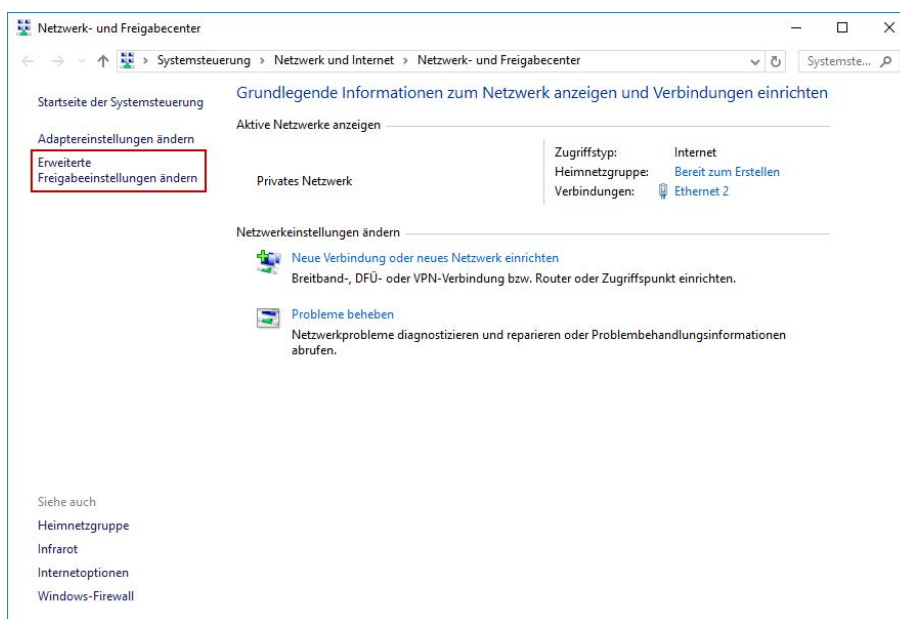 Netzwerk- und Freigabecenter
Systemsteuerung > Netzwerk und Internet > Netzwerk- und Freigabecenter
Systemste...
Startseite der Systemsteuerung
Adaptereinstellungen ändern
Erweiterte
Freigabeeinstellungen ändern
Grundlegende Informationen zum Netzwerk anzeigen und Verbindungen einrichten
Aktive Netzwerke anzeigen
Privates Netzwerk
Zugriffstyp: Internet
Heimnetzgruppe: Bereit zum Erstellen
Verbindungen: Ethernet 2
Netzwerkeinstellungen ändern
Neue Verbindung oder neues Netzwerk einrichten
Breitband-, DFÜ- oder VPN-Verbindung bzw. Router oder Zugriffspunkt einrichten.
Probleme beheben
Netzwerkprobleme diagnostizieren und reparieren oder Problembehandlungsinformationen
abrufen.
Siehe auch
Heimnetzgruppe
Infrarot
Internetoptionen
Windows-Firewall